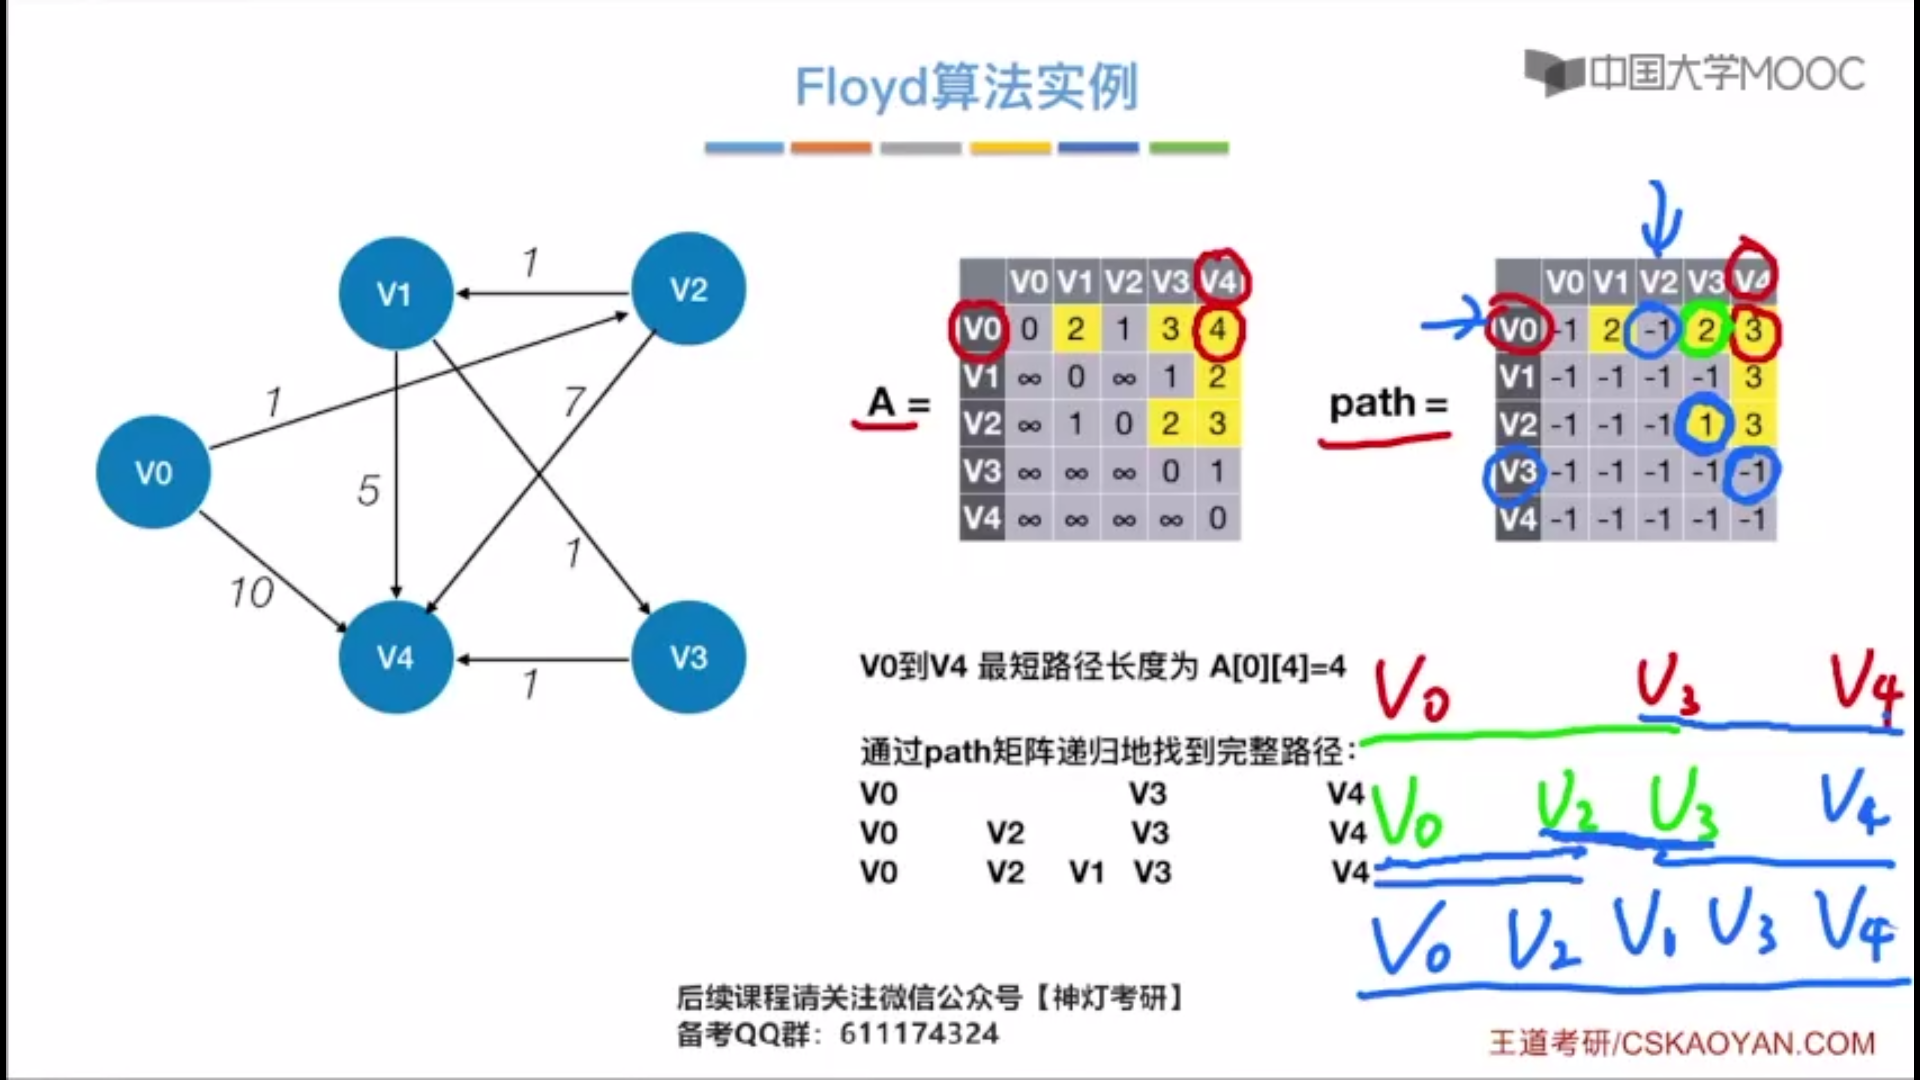 Floyd算法实例
中国大学MOOC
V1
V2
V0
V4
V3
1
1
7
5
1
10
1
A =
V0 V1 V2 V3 V4
V0 0 2 1 3 4
V1 ∞ 0 ∞ 1 2
V2 ∞ 1 0 2 3
V3 ∞ ∞ ∞ 0 1
V4 ∞ ∞ ∞ ∞ 0
path =
V0 V1 V2 V3 V4
V0 -1 2 -1 2 3
V1 -1 -1 -1 -1 3
V2 -1 -1 -1 1 3
V3 -1 -1 -1 -1 -1
V4 -1 -1 -1 -1 -1
V0到V4 最短路径长度为 A[0][4]=4
通过path矩阵递归地找到完整路径：
V0 V3 V4
V0 V2 V3 V4
V0 V2 V1 V3 V4
V0 V3 V4
V0 V2 V3 V4
V0 V2 V1 V3 V4
后续课程请关注微信公众号【神灯考研】
备考QQ群：611174324
王道考研/CSKAOYAN.COM